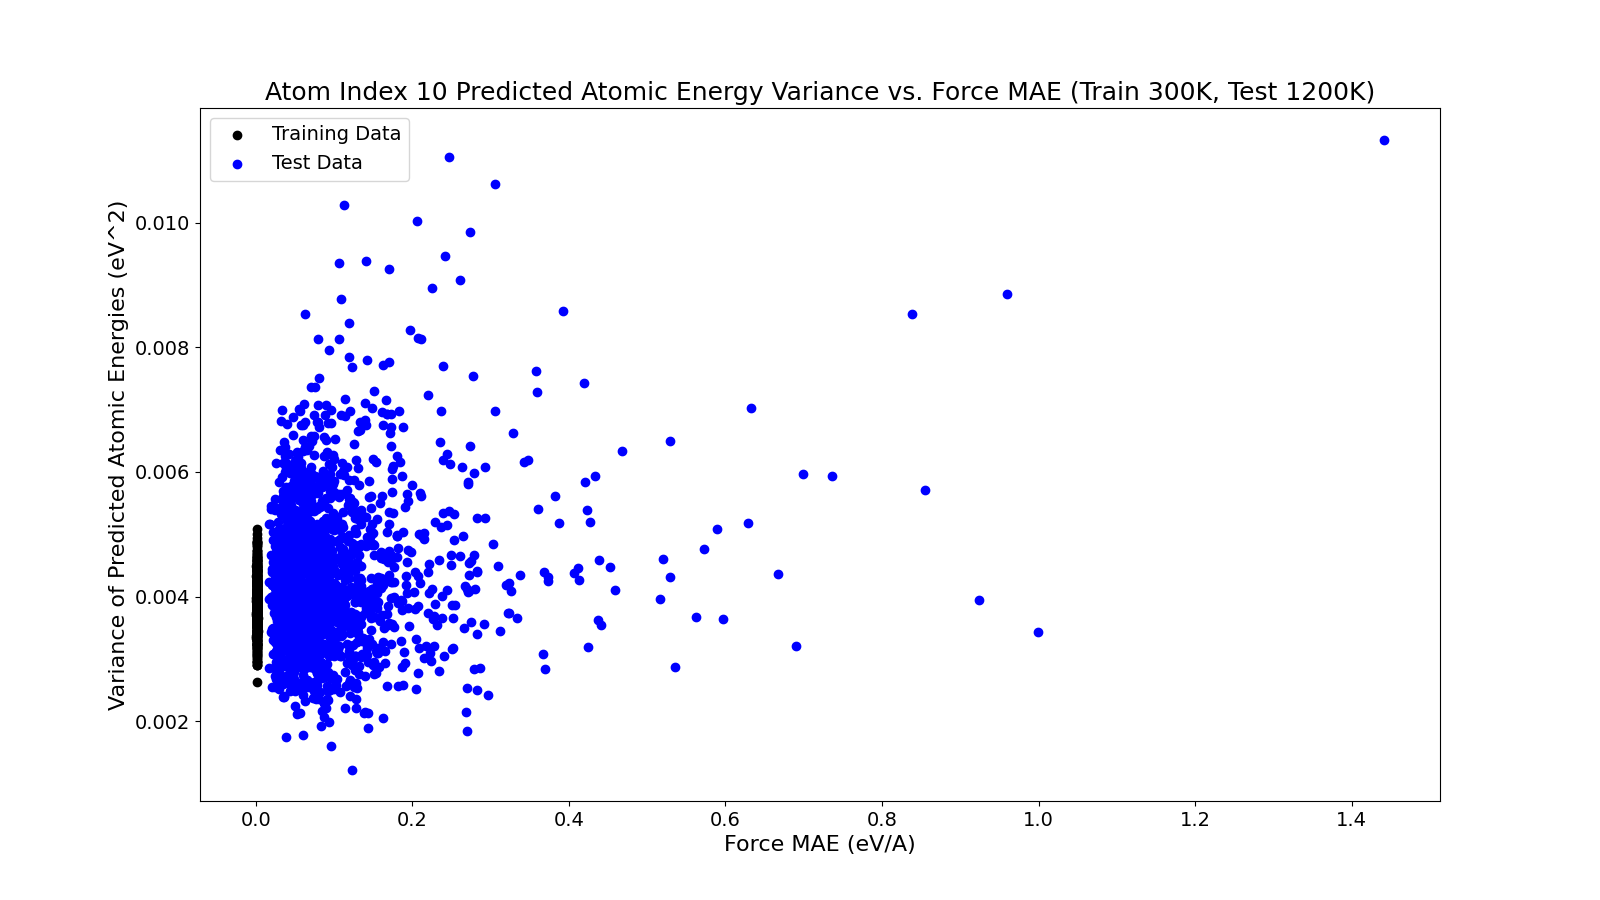 Atom Index 10 Predicted Atomic Energy Variance vs. Force MAE (Train 300K, Test 1200K)
Training Data
Test Data
Variance of Predicted Atomic Energies (eV^2)
0.010
0.008
0.006
0.004
0.002
0.0 0.2 0.4 0.6 0.8 1.0 1.2 1.4
Force MAE (eV/A)